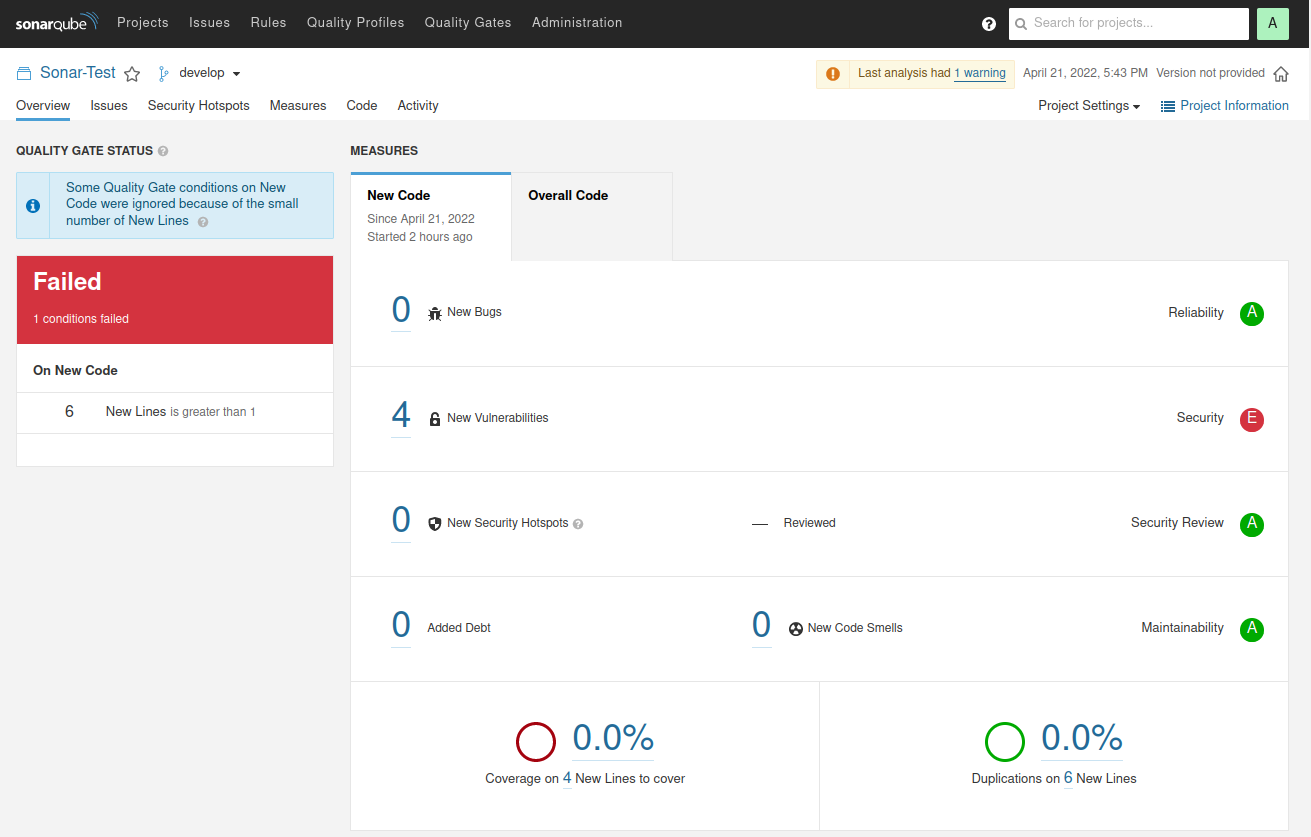 sonarqube Projects Issues Rules Quality Profiles Quality Gates Administration ? Search for projects... A
Sonar-Test develop Last analysis had 1 warning April 21, 2022, 5:43 PM Version not provided
Overview Issues Security Hotspots Measures Code Activity Project Settings Project Information
QUALITY GATE STATUS ?
Some Quality Gate conditions on New
Code were ignored because of the small
number of New Lines ?
Failed
1 conditions failed
On New Code
6 New Lines is greater than 1
MEASURES
New Code
Since April 21, 2022
Started 2 hours ago
Overall Code
0 New Bugs Reliability A
4 New Vulnerabilities Security E
0 New Security Hotspots ? — Reviewed Security Review A
0 Added Debt 0 New Code Smells Maintainability A
0.0%
Coverage on 4 New Lines to cover
0.0%
Duplications on 6 New Lines